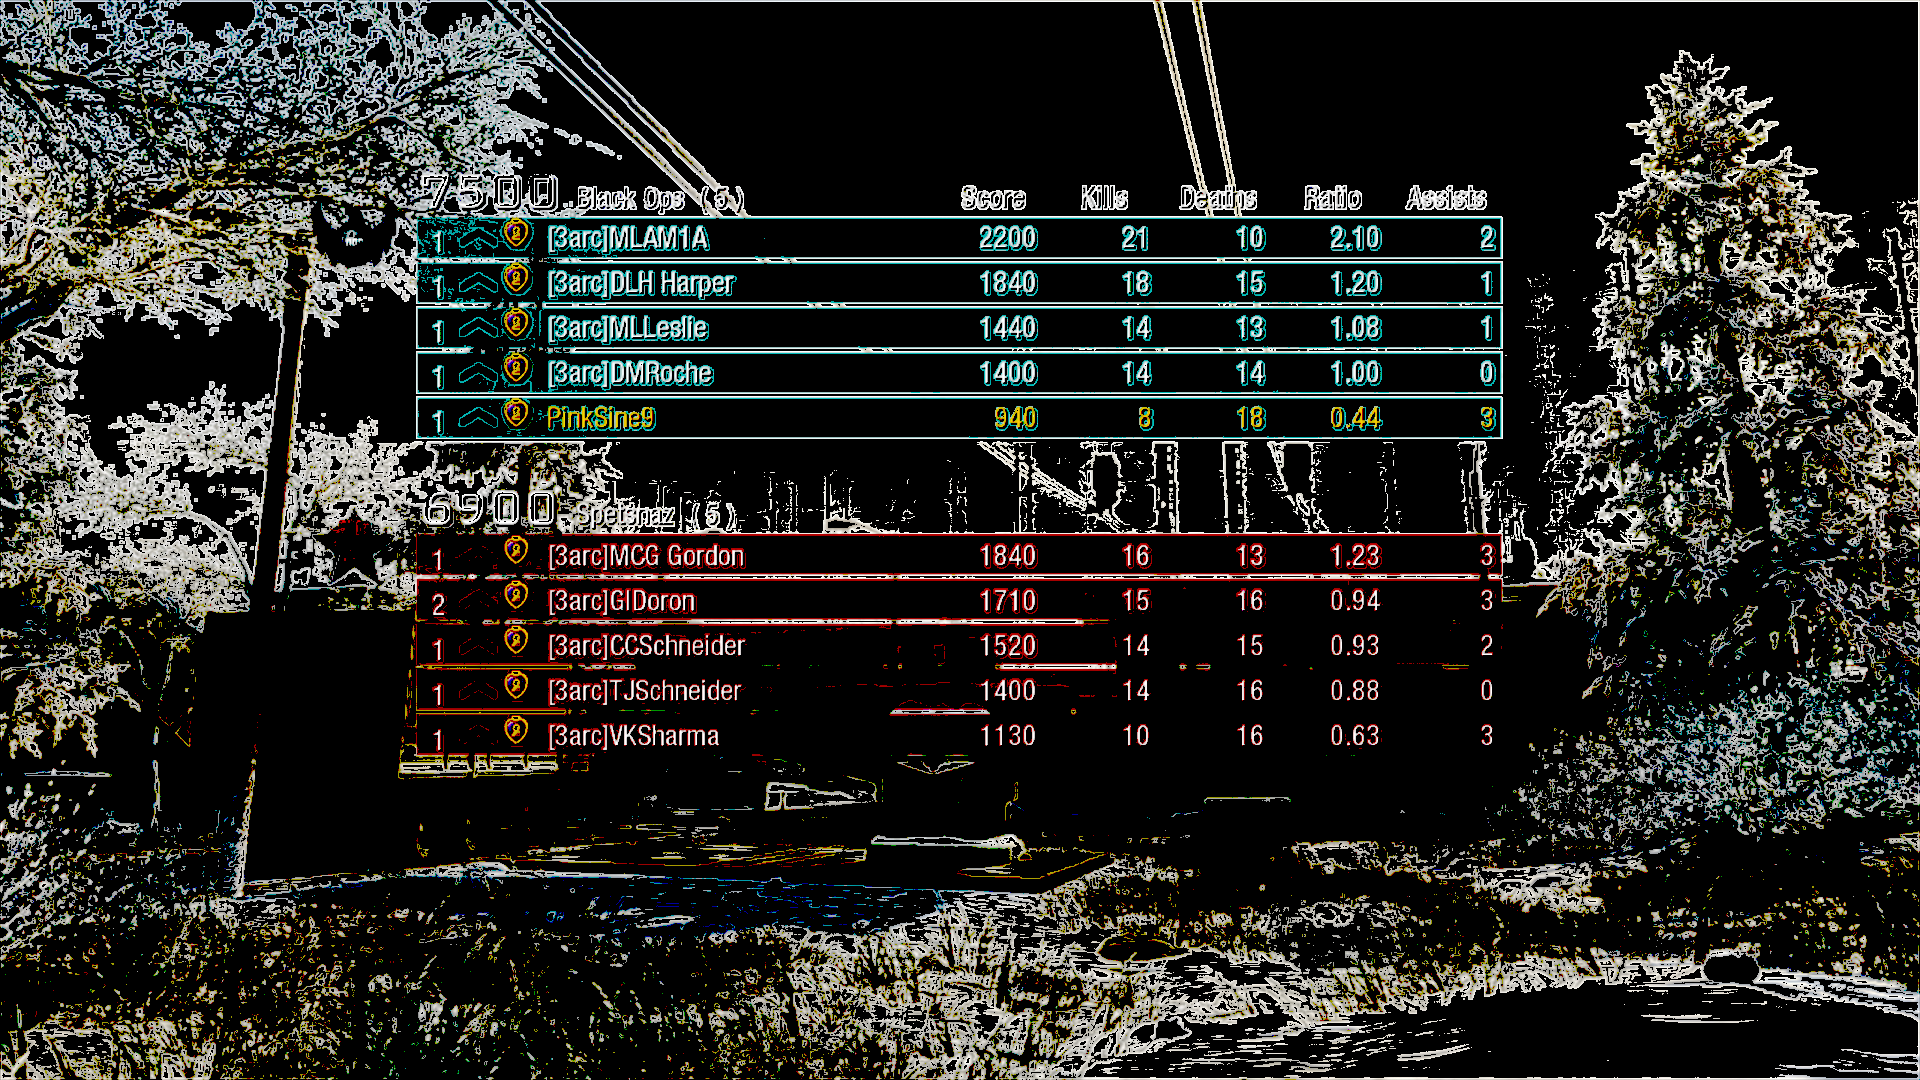 7500 Black Ops ( 5 ) Score Kills Deaths Ratio Assists
1 [3arc]MLAM1A 2200 21 10 2.10 2
1 [3arc]DLH Harper 1840 18 15 1.20 1
1 [3arc]MLLeslie 1440 14 13 1.08 1
1 [3arc]DMRoche 1400 14 14 1.00 0
1 PinkSine9 940 8 18 0.44 3
6900 Spetsnaz ( 5 )
1 [3arc]MCG Gordon 1840 16 13 1.23 3
2 [3arc]GIDoron 1710 15 16 0.94 3
1 [3arc]CCSchneider 1520 14 15 0.93 2
1 [3arc]TJSchneider 1400 14 16 0.88 0
1 [3arc]VKSharma 1130 10 16 0.63 3